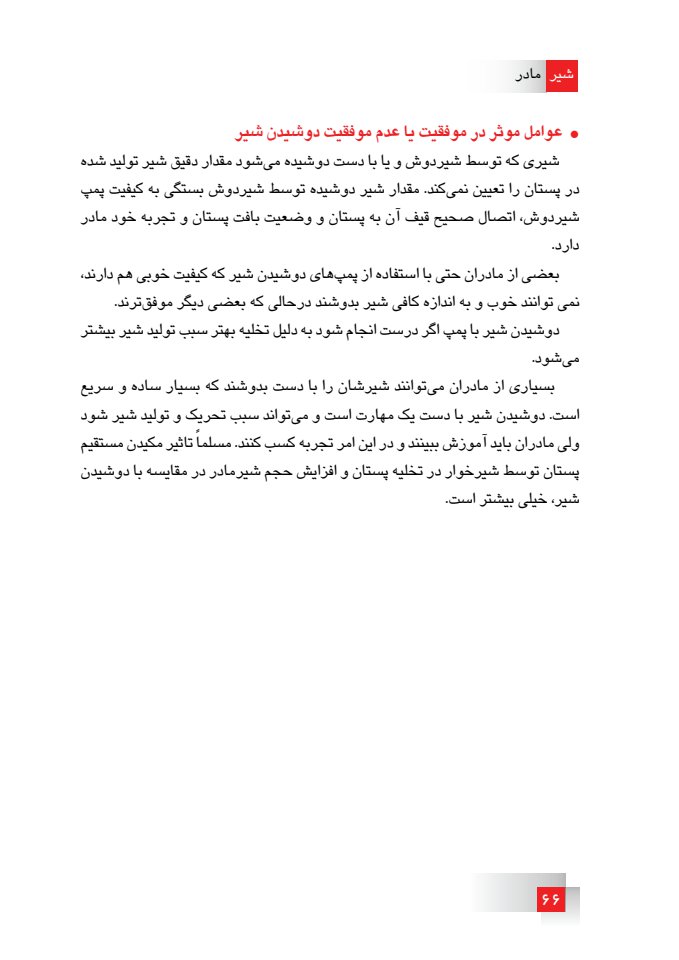 شیر مادر
● عوامل موثر در موفقیت یا عدم موفقیت دوشیدن شیر
شیری که توسط شیردوش و یا با دست دوشیده می‌شود مقدار دقیق شیر تولید شده
در پستان را تعیین نمی‌کند. مقدار شیر دوشیده توسط شیردوش بستگی به کیفیت پمپ
شیردوش، اتصال صحیح قیف آن به پستان و وضعیت بافت پستان و تجربه خود مادر
دارد.
بعضی از مادران حتی با استفاده از پمپ‌های دوشیدن شیر که کیفیت خوبی هم دارند،
نمی توانند خوب و به اندازه کافی شیر بدوشند درحالی که بعضی دیگر موفق‌ترند.
دوشیدن شیر با پمپ اگر درست انجام شود به دلیل تخلیه بهتر سبب تولید شیر بیشتر
می‌شود.
بسیاری از مادران می‌توانند شیرشان را با دست بدوشند که بسیار ساده و سریع
است. دوشیدن شیر با دست یک مهارت است و می‌تواند سبب تحریک و تولید شیر شود
ولی مادران باید آموزش ببینند و در این امر تجربه کسب کنند. مسلماً تاثیر مکیدن مستقیم
پستان توسط شیرخوار در تخلیه پستان و افزایش حجم شیرمادر در مقایسه با دوشیدن
شیر، خیلی بیشتر است.
۶۶